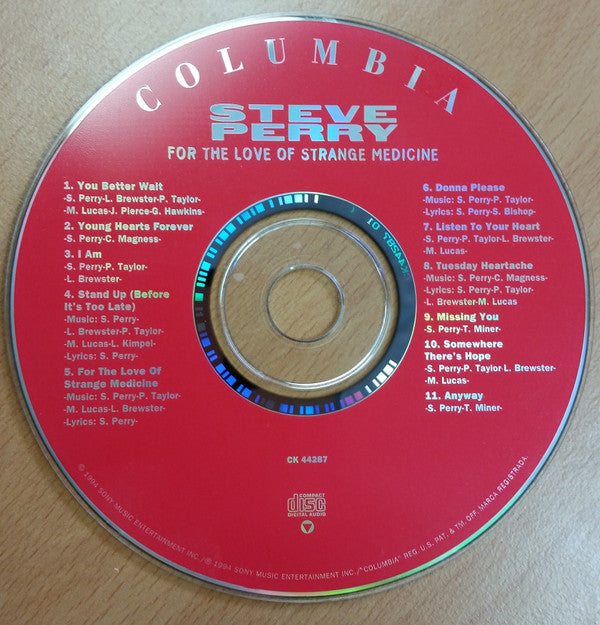 COLUMBIA
STEVE
PERRY
FOR THE LOVE OF STRANGE MEDICINE
1. You Better Wait
-S. Perry-L. Brewster-P. Taylor-
-M. Lucas-J. Pierce-G. Hawkins-
2. Young Hearts Forever
-S. Perry-C. Magness-
3. I Am
-S. Perry-P. Taylor-
-L. Brewster-
4. Stand Up (Before
It's Too Late)
-Music: S. Perry-
-L. Brewster-P. Taylor-
-M. Lucas-L. Kimpel-
-Lyrics: S. Perry-
5. For The Love Of
Strange Medicine
-Music: S. Perry-P. Taylor-
-M. Lucas-L. Brewster-
-Lyrics: S. Perry-
6. Donna Please
-Music: S. Perry-P. Taylor-
-Lyrics: S. Perry-S. Bishop-
7. Listen To Your Heart
-S. Perry-P. Taylor-L. Brewster-
-M. Lucas-
8. Tuesday Heartache
-Music: S. Perry-C. Magness-
-Lyrics: S. Perry-P. Taylor-
L. Brewster-M. Lucas
9. Missing You
-S. Perry-T. Miner-
10. Somewhere
There's Hope
-S. Perry-P. Taylor-L. Brewster-
-M. Lucas-
11. Anyway
-S. Perry-T. Miner-
CK 44287
COMPACT
disc
DIGITAL AUDIO
© 1994 SONY MUSIC ENTERTAINMENT INC./℗ 1994 SONY MUSIC ENTERTAINMENT INC./"COLUMBIA" REG. U.S. PAT. & TM. OFF. MARCA REGISTRADA.